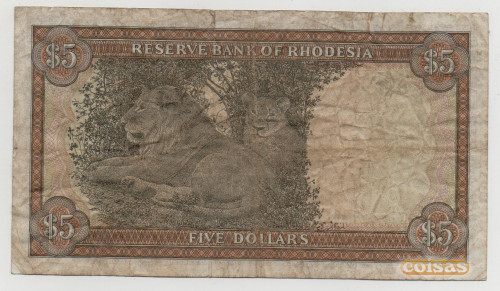 $5 RESERVE BANK OF RHODESIA $5
$5 FIVE DOLLARS $5
coisas